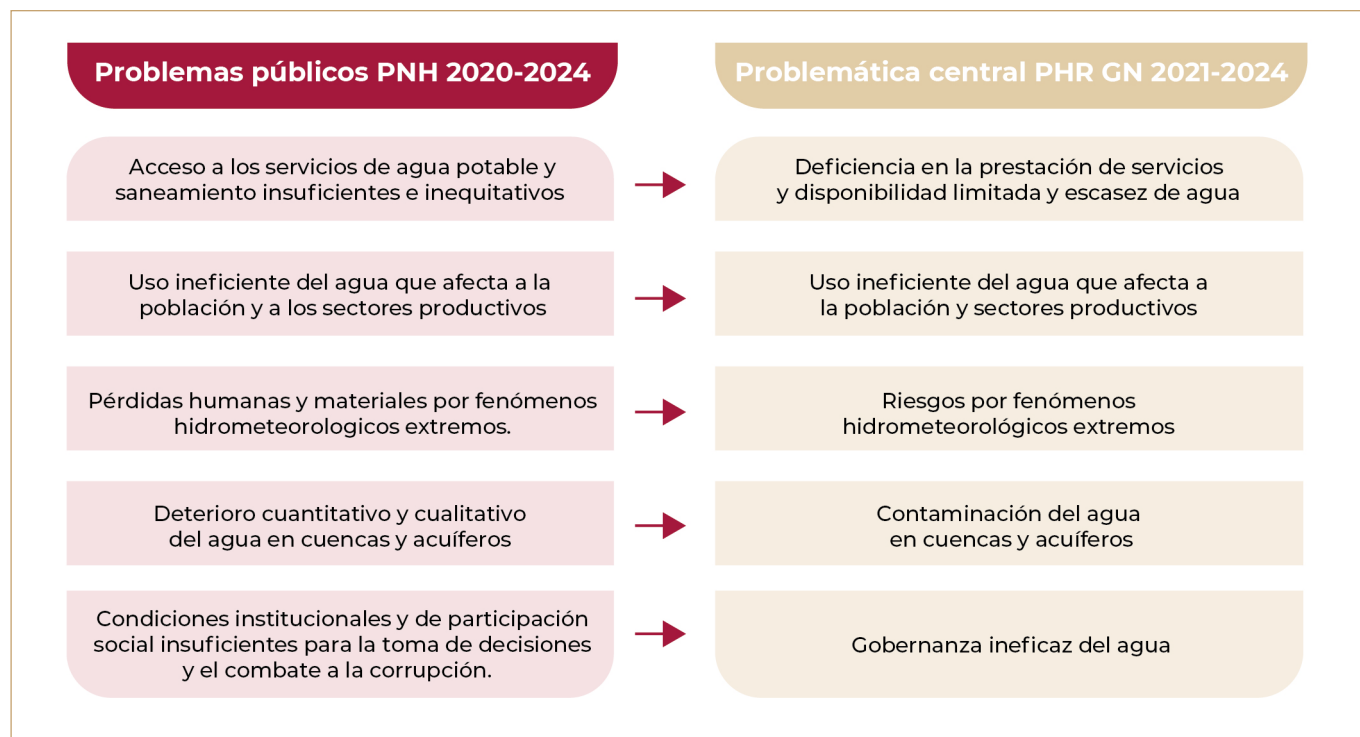 Problemas públicos PNH 2020-2024
Problemática central PHR GN 2021-2024
Acceso a los servicios de agua potable y
saneamiento insuficientes e inequitativos
Deficiencia en la prestación de servicios
y disponibilidad limitada y escasez de agua
Uso ineficiente del agua que afecta a la
población y a los sectores productivos
Uso ineficiente del agua que afecta a
la población y sectores productivos
Pérdidas humanas y materiales por fenómenos
hidrometeorologicos extremos.
Riesgos por fenómenos
hidrometeorológicos extremos
Deterioro cuantitativo y cualitativo
del agua en cuencas y acuíferos
Contaminación del agua
en cuencas y acuíferos
Condiciones institucionales y de participación
social insuficientes para la toma de decisiones
y el combate a la corrupción.
Gobernanza ineficaz del agua